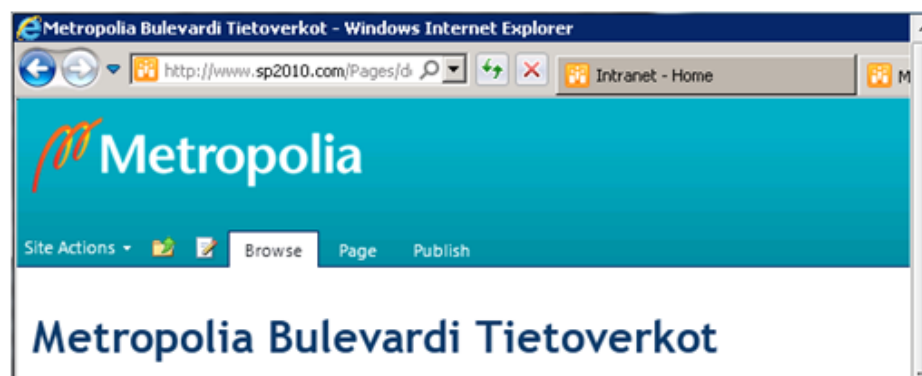 Metropolia Bulevardi Tietoverkot - Windows Internet Explorer
http://www.sp2010.com/Pages/d
Intranet - Home
M
Metropolia
Site Actions
Browse
Page
Publish
Metropolia Bulevardi Tietoverkot